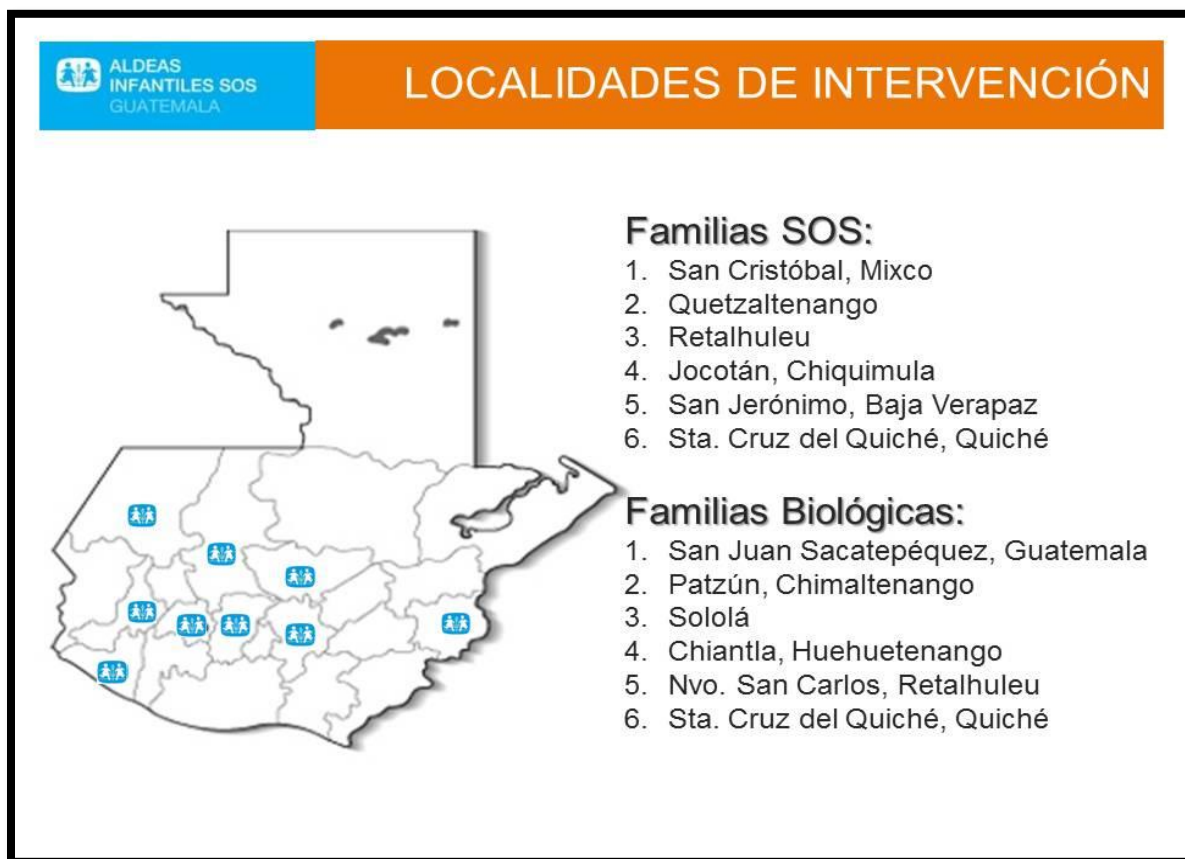 ALDEAS
INFANTILES SOS
GUATEMALA
LOCALIDADES DE INTERVENCIÓN
Familias SOS:
1. San Cristóbal, Mixco
2. Quetzaltenango
3. Retalhuleu
4. Jocotán, Chiquimula
5. San Jerónimo, Baja Verapaz
6. Sta. Cruz del Quiché, Quiché
Familias Biológicas:
1. San Juan Sacatepéquez, Guatemala
2. Patzún, Chimaltenango
3. Sololá
4. Chiantla, Huehuetenango
5. Nvo. San Carlos, Retalhuleu
6. Sta. Cruz del Quiché, Quiché